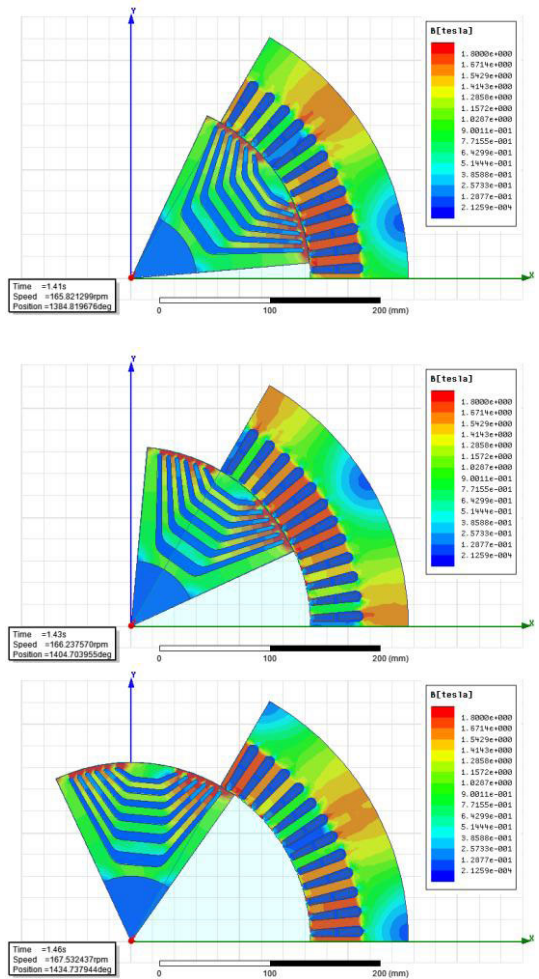 Y
B[tesla]
1.8000e+000
1.6714e+000
1.5429e+000
1.4143e+000
1.2858e+000
1.1572e+000
1.0287e+000
9.0011e-001
7.7155e-001
6.4299e-001
5.1444e-001
3.8588e-001
2.5733e-001
1.2877e-001
2.1259e-004
X
Time =1.41s
Speed =165.821299rpm
Position =1384.819676deg
0 100 200 (mm)
Y
B[tesla]
1.8000e+000
1.6714e+000
1.5429e+000
1.4143e+000
1.2858e+000
1.1572e+000
1.0287e+000
9.0011e-001
7.7155e-001
6.4299e-001
5.1444e-001
3.8588e-001
2.5733e-001
1.2877e-001
2.1259e-004
X
Time =1.43s
Speed =166.237570rpm
Position =1404.703955deg
0 100 200 (mm)
Y
B[tesla]
1.8000e+000
1.6714e+000
1.5429e+000
1.4143e+000
1.2858e+000
1.1572e+000
1.0287e+000
9.0011e-001
7.7155e-001
6.4299e-001
5.1444e-001
3.8588e-001
2.5733e-001
1.2877e-001
2.1259e-004
X
Time =1.46s
Speed =167.532437rpm
Position =1434.737944deg
0 100 200 (mm)